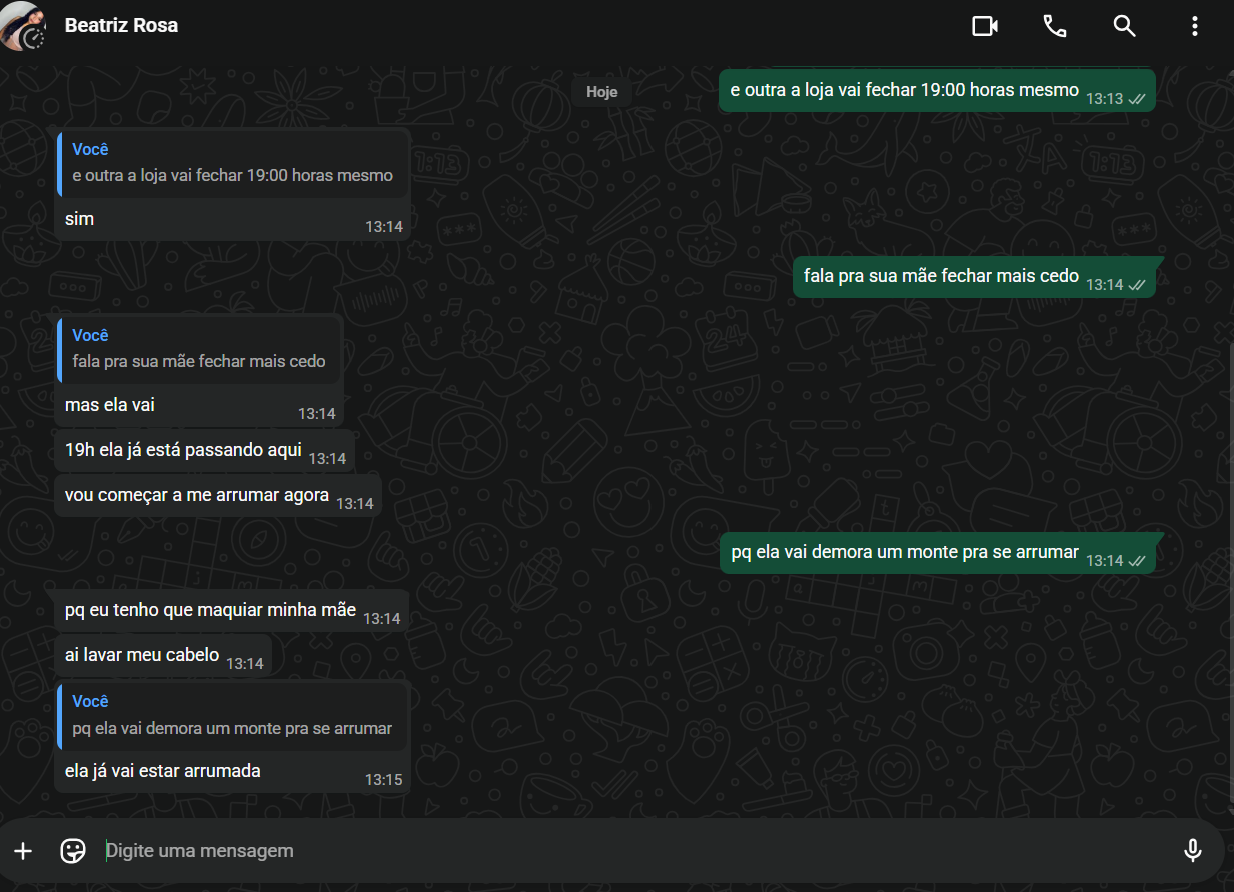 Beatriz Rosa
Hoje
e outra a loja vai fechar 19:00 horas mesmo 13:13
Você
e outra a loja vai fechar 19:00 horas mesmo
sim 13:14
fala pra sua mãe fechar mais cedo 13:14
Você
fala pra sua mãe fechar mais cedo
mas ela vai 13:14
19h ela já está passando aqui 13:14
vou começar a me arrumar agora 13:14
pq ela vai demora um monte pra se arrumar 13:14
pq eu tenho que maquiar minha mãe 13:14
ai lavar meu cabelo 13:14
Você
pq ela vai demora um monte pra se arrumar
ela já vai estar arrumada 13:15
Digite uma mensagem